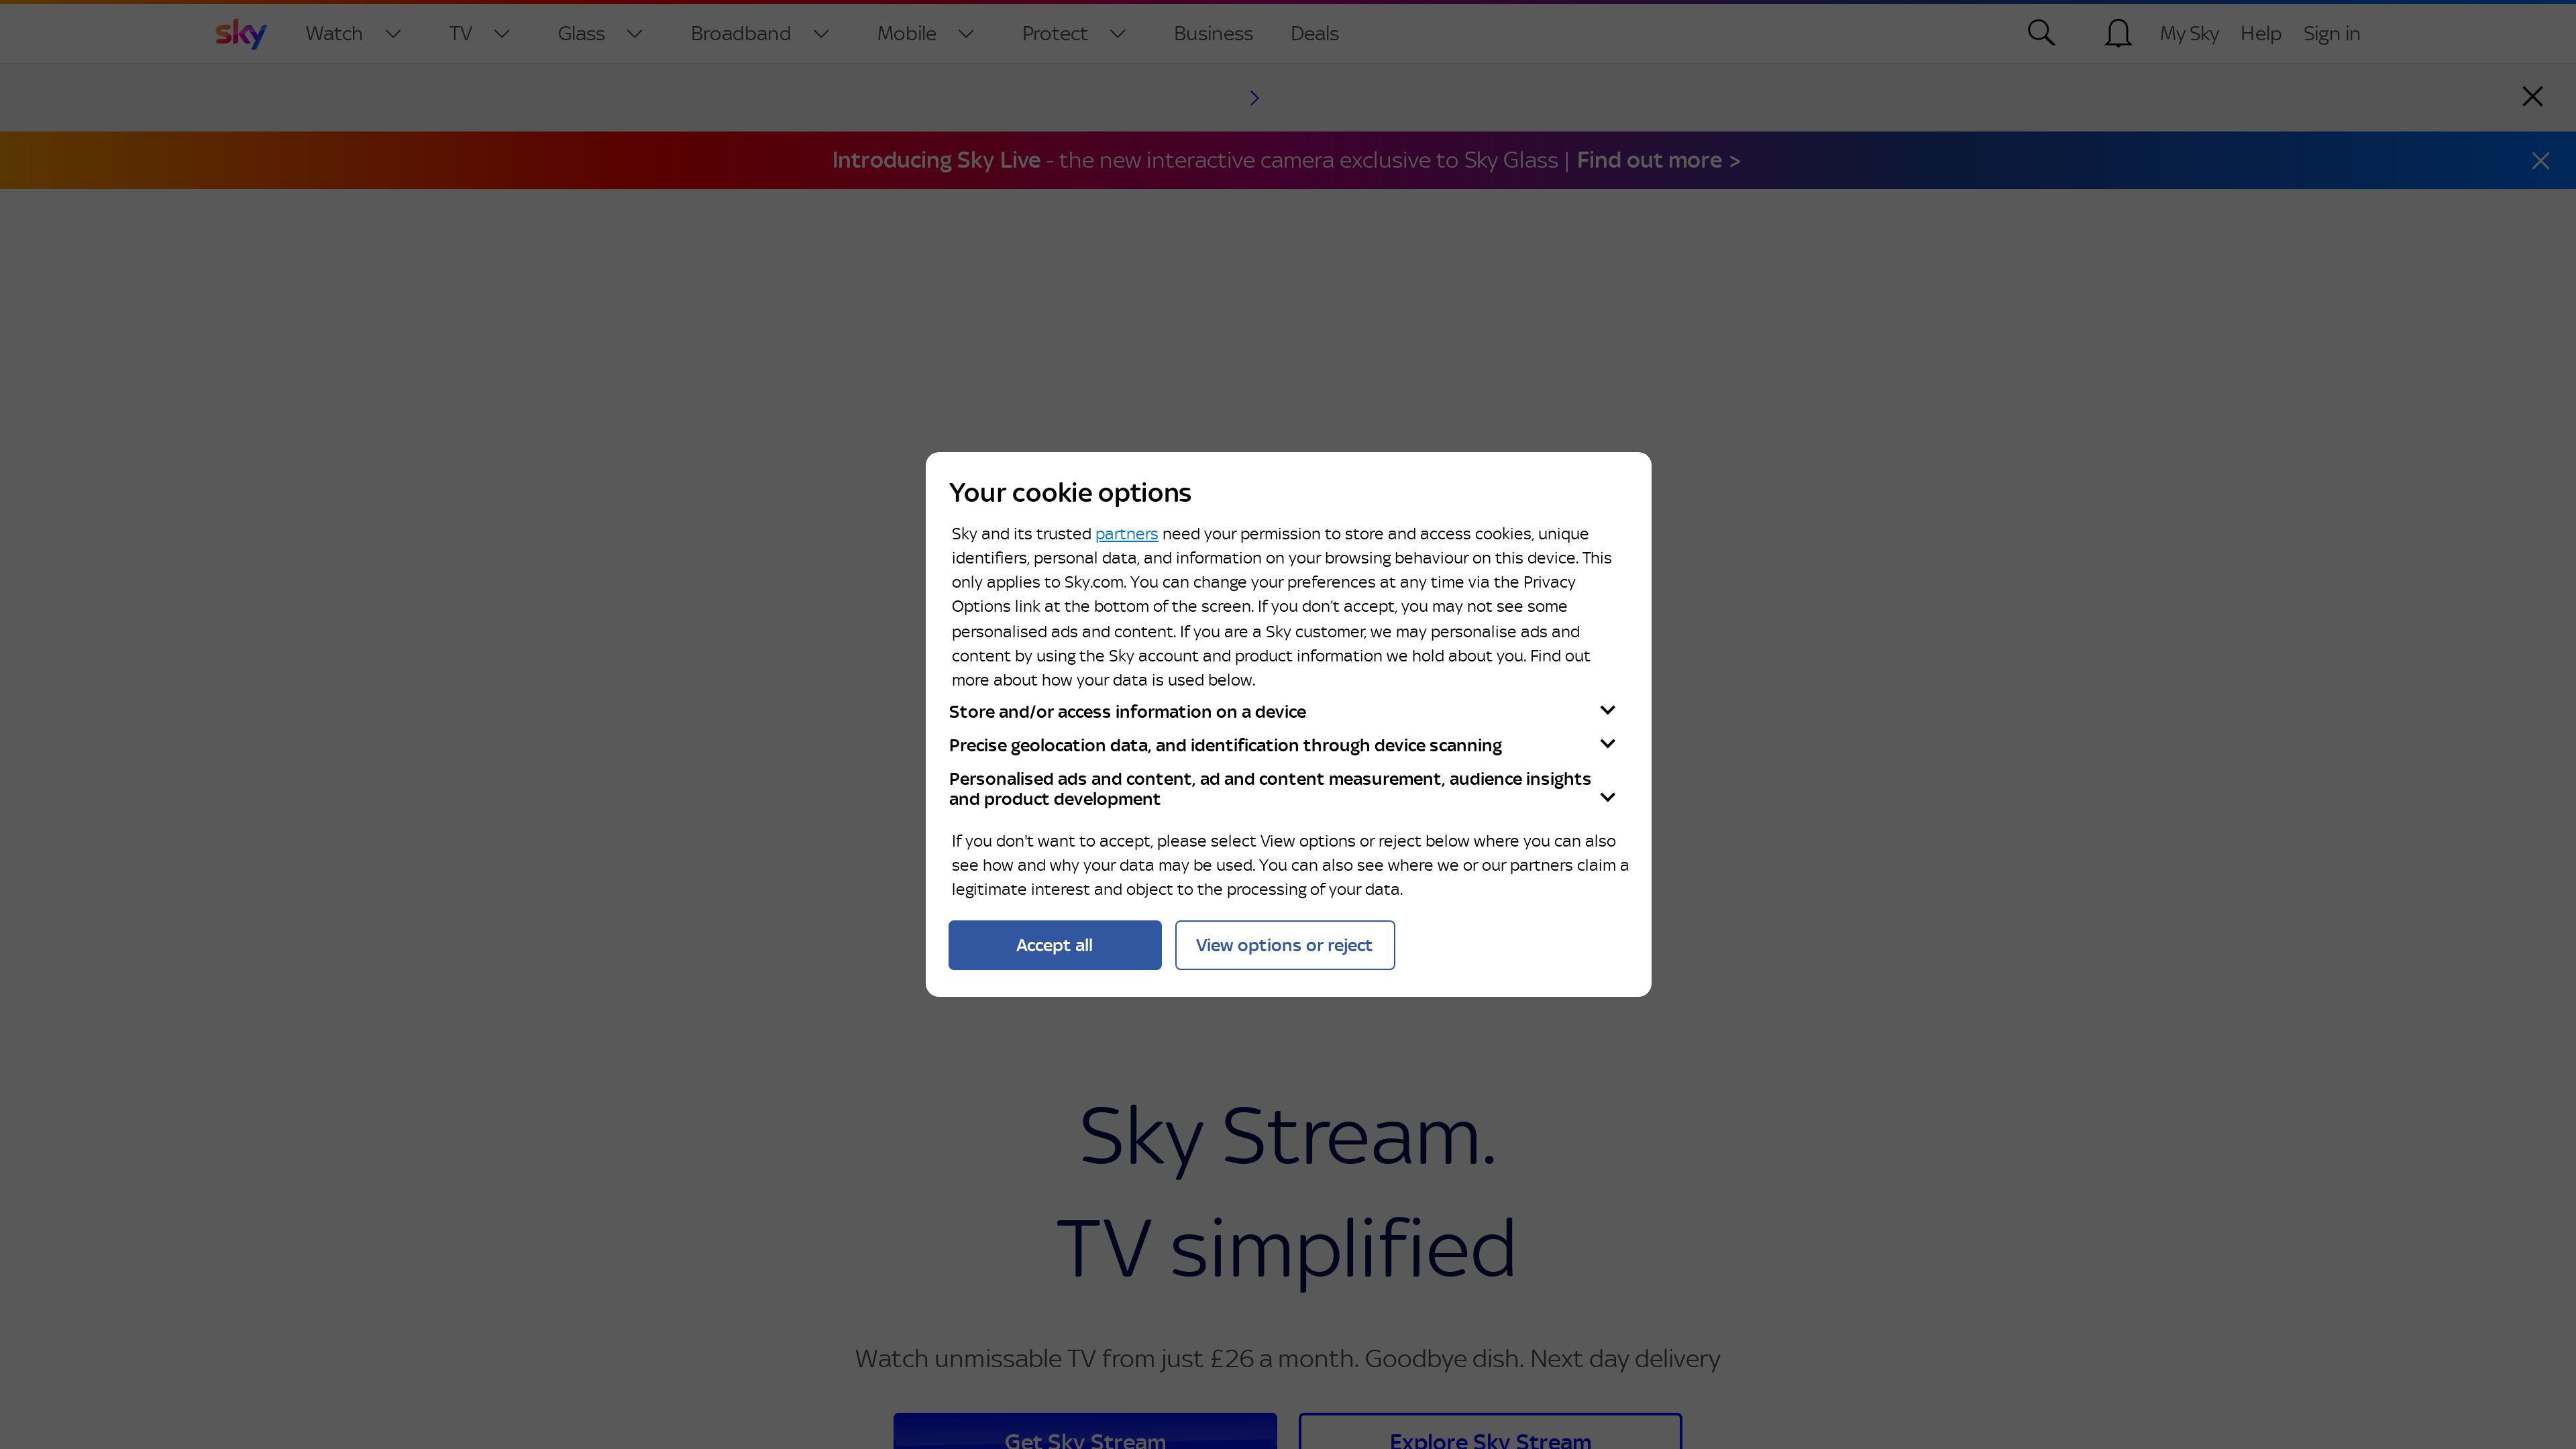 sky Watch TV Glass Broadband Mobile Protect Business Deals My Sky Help Sign in
Introducing Sky Live - the new interactive camera exclusive to Sky Glass | Find out more >
Your cookie options
Sky and its trusted partners need your permission to store and access cookies, unique
identifiers, personal data, and information on your browsing behaviour on this device. This
only applies to Sky.com. You can change your preferences at any time via the Privacy
Options link at the bottom of the screen. If you don’t accept, you may not see some
personalised ads and content. If you are a Sky customer, we may personalise ads and
content by using the Sky account and product information we hold about you. Find out
more about how your data is used below.
Store and/or access information on a device
Precise geolocation data, and identification through device scanning
Personalised ads and content, ad and content measurement, audience insights
and product development
If you don't want to accept, please select View options or reject below where you can also
see how and why your data may be used. You can also see where we or our partners claim a
legitimate interest and object to the processing of your data.
Accept all View options or reject
Sky Stream.
TV simplified
Watch unmissable TV from just £26 a month. Goodbye dish. Next day delivery
Get Sky Stream Explore Sky Stream